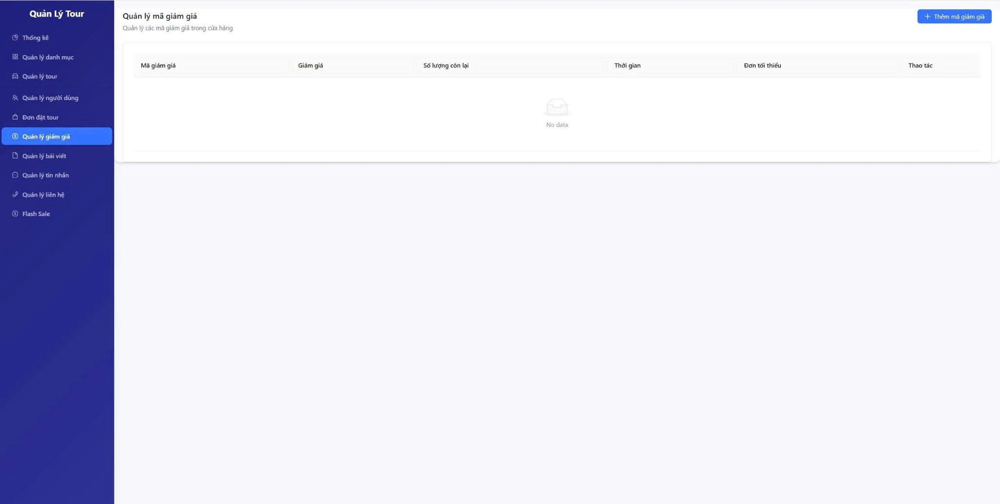 Quản Lý Tour
Thống kê
Quản lý danh mục
Quản lý tour
Quản lý người dùng
Đơn đặt tour
Quản lý giảm giá
Quản lý bài viết
Quản lý tin nhắn
Quản lý liên hệ
Flash Sale
Quản lý mã giảm giá
Quản lý các mã giảm giá trong cửa hàng
Thêm mã giảm giá
Mã giảm giá Giảm giá Số lượng còn lại Thời gian Đơn tối thiểu Thao tác
No data